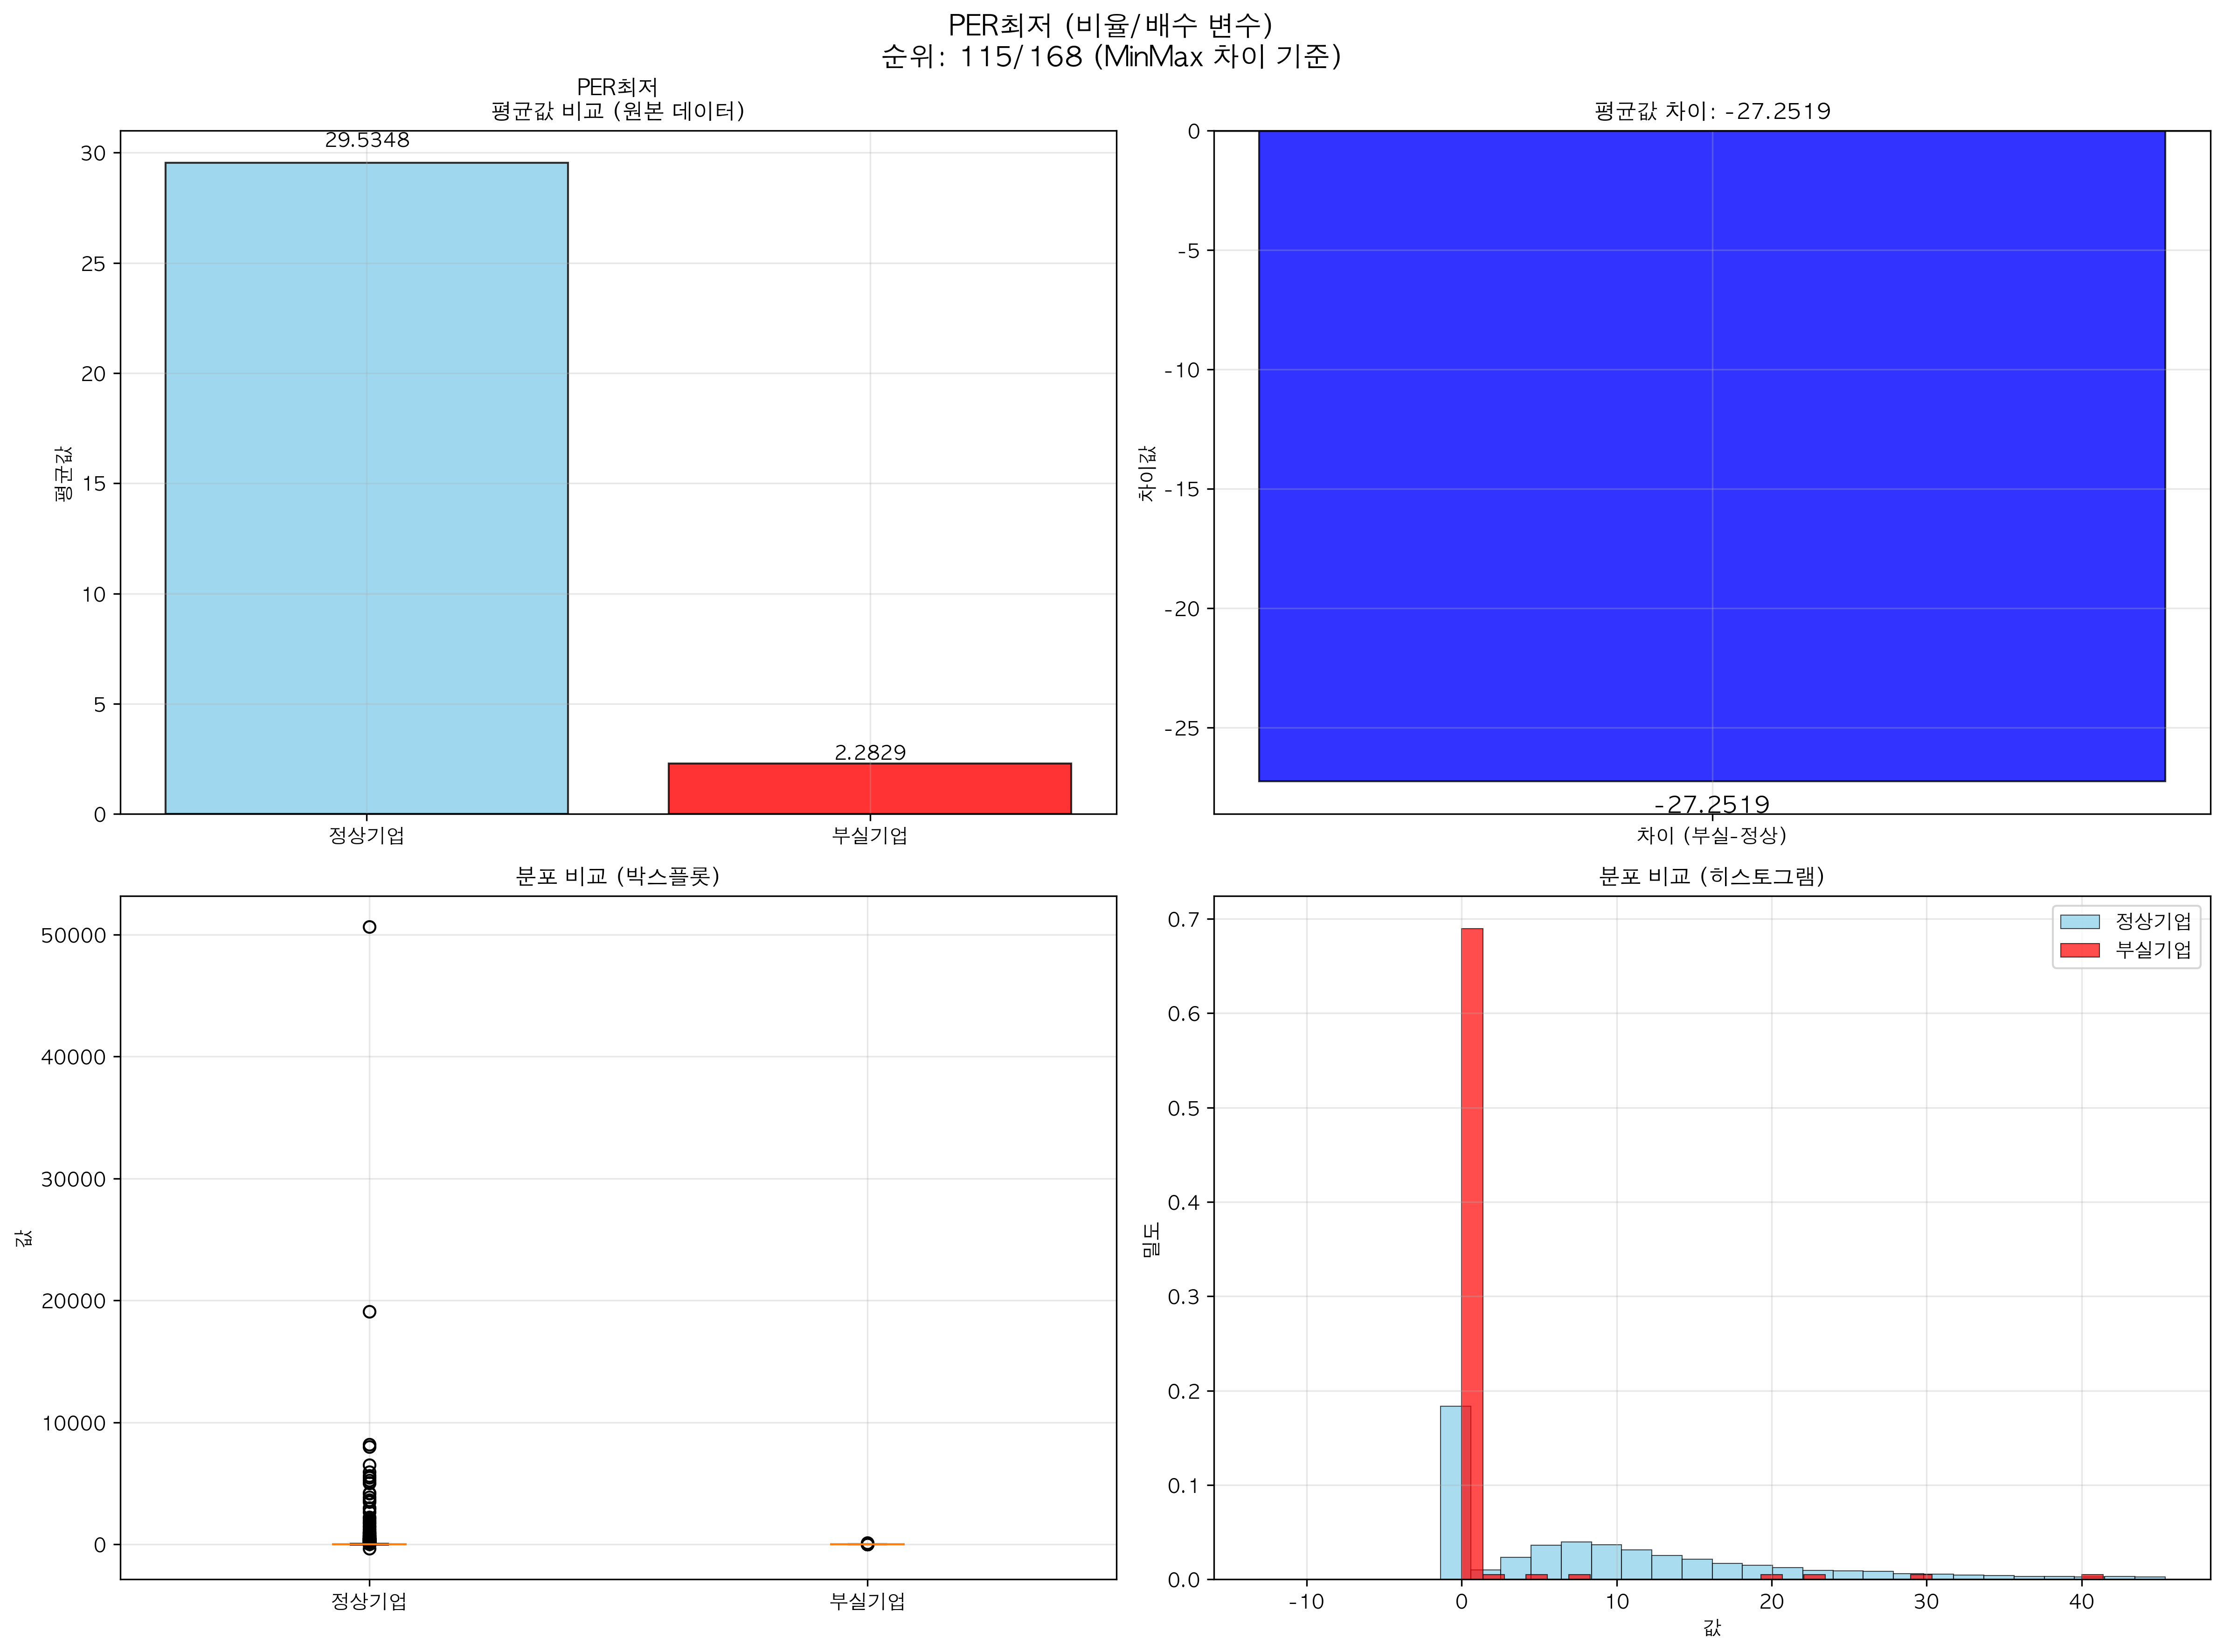 PER최저 (비율/배수 변수)
순위: 115/168 (MinMax 차이 기준)
PER최저
평균값 비교 (원본 데이터)
29.5348
2.2829
30
25
20
15
10
5
0
평균값
정상기업
부실기업
평균값 차이: -27.2519
0
-5
-10
-15
-20
-25
차이값
-27.2519
차이 (부실-정상)
분포 비교 (박스플롯)
50000
40000
30000
20000
10000
0
값
정상기업
부실기업
분포 비교 (히스토그램)
정상기업
부실기업
0.7
0.6
0.5
0.4
0.3
0.2
0.1
0.0
밀도
-10
0
10
20
30
40
값